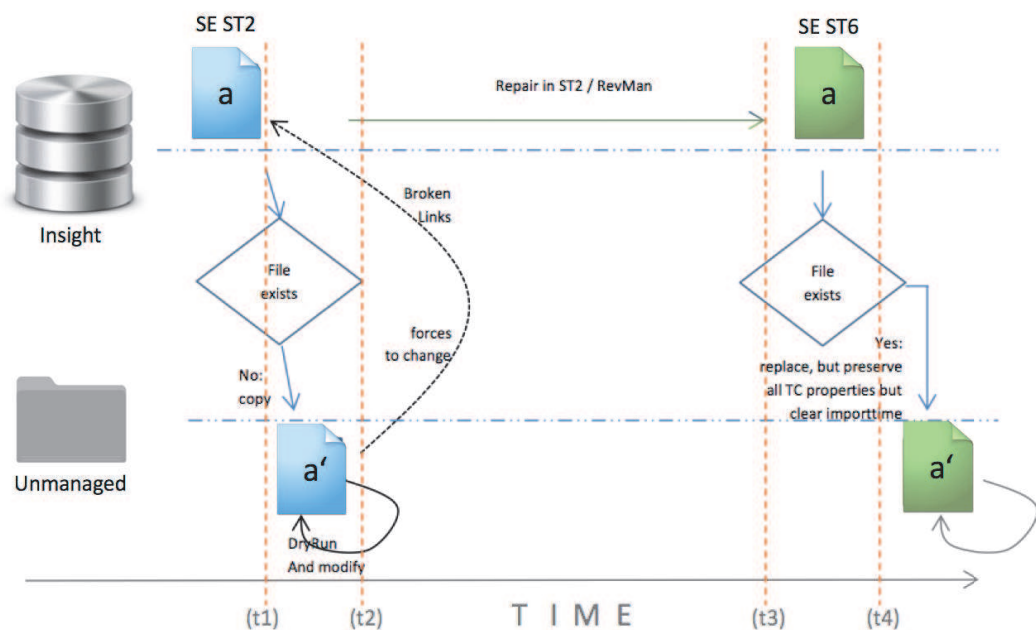 SE ST2
SE ST6
a
Repair in ST2 / RevMan
a
Insight
Broken
Links
File
exists
File
exists
forces
to change
No:
copy
Yes:
replace, but preserve
all TC properties but
clear importtime
Unmanaged
a‘
a‘
DryRun
And modify
(t1)
(t2)
TIME
(t3)
(t4)